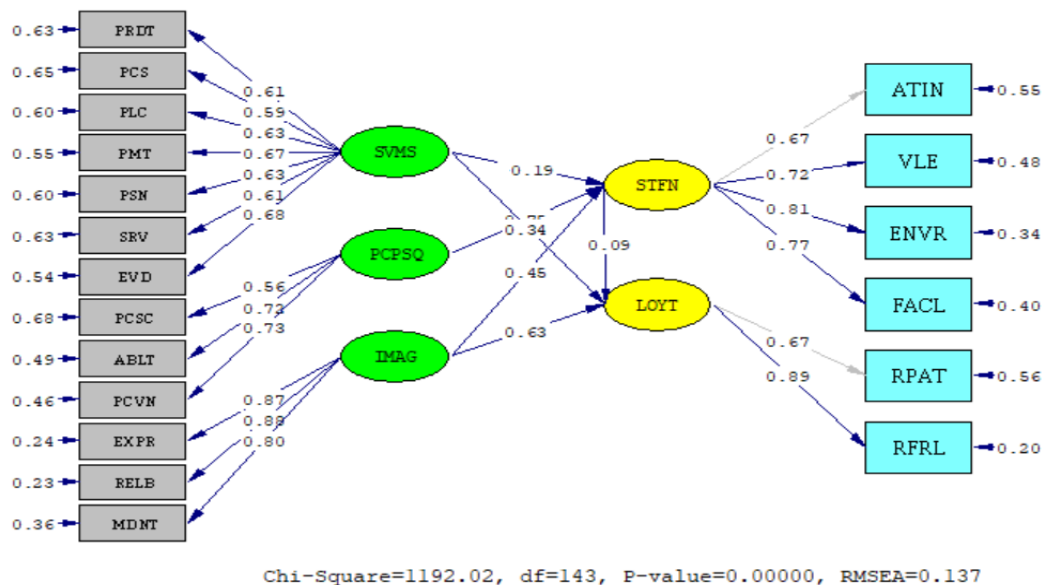 0.63 PRDT
0.65 PCS
0.60 PLC
0.55 PMT
0.60 PSN
0.63 SRV
0.54 EVD
0.68 PCSC
0.49 ABLT
0.46 PCVN
0.24 EXPR
0.23 RELB
0.36 MDNT
0.61
0.59
0.63
0.67
0.63
0.61
0.68
0.56
0.73
0.87
0.88
0.80
SVMS
PCPSQ
IMAG
0.19
0.34
0.45
0.63
STFN
0.09
LOYT
0.67
0.72
0.81
0.77
0.67
0.89
ATIN 0.55
VLE 0.48
ENVR 0.34
FACL 0.40
RPAT 0.56
RFRL 0.20
Chi-Square=1192.02, df=143, P-value=0.00000, RMSEA=0.137